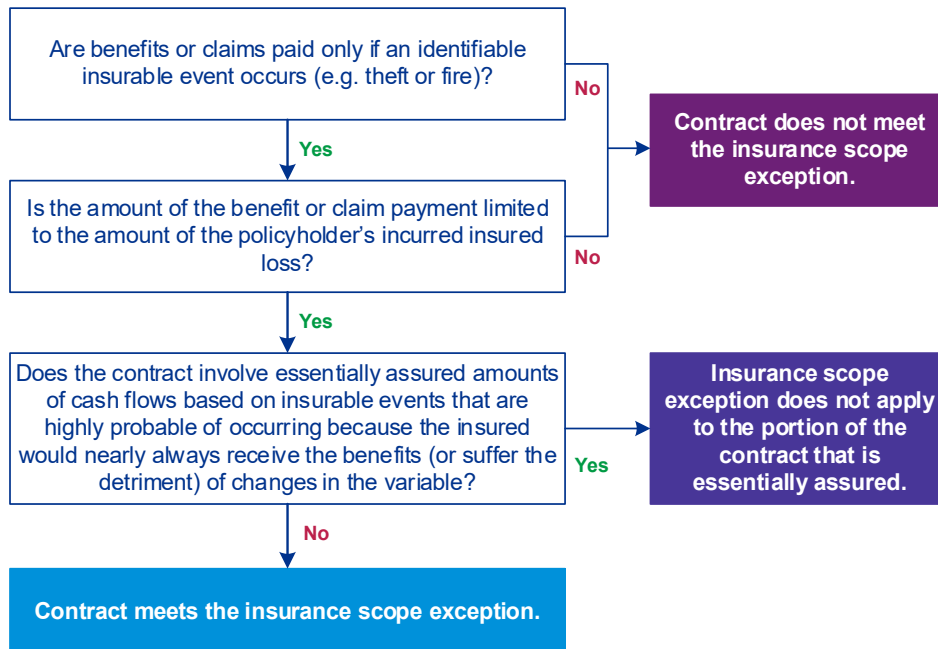 Are benefits or claims paid only if an identifiable
insurable event occurs (e.g. theft or fire)?
No
Contract does not meet
the insurance scope
exception.
Yes
Is the amount of the benefit or claim payment limited
to the amount of the policyholder’s incurred insured
loss?
No
Yes
Does the contract involve essentially assured amounts
of cash flows based on insurable events that are
highly probable of occurring because the insured
would nearly always receive the benefits (or suffer the
detriment) of changes in the variable?
Yes
Insurance scope
exception does not apply
to the portion of the
contract that is
essentially assured.
No
Contract meets the insurance scope exception.